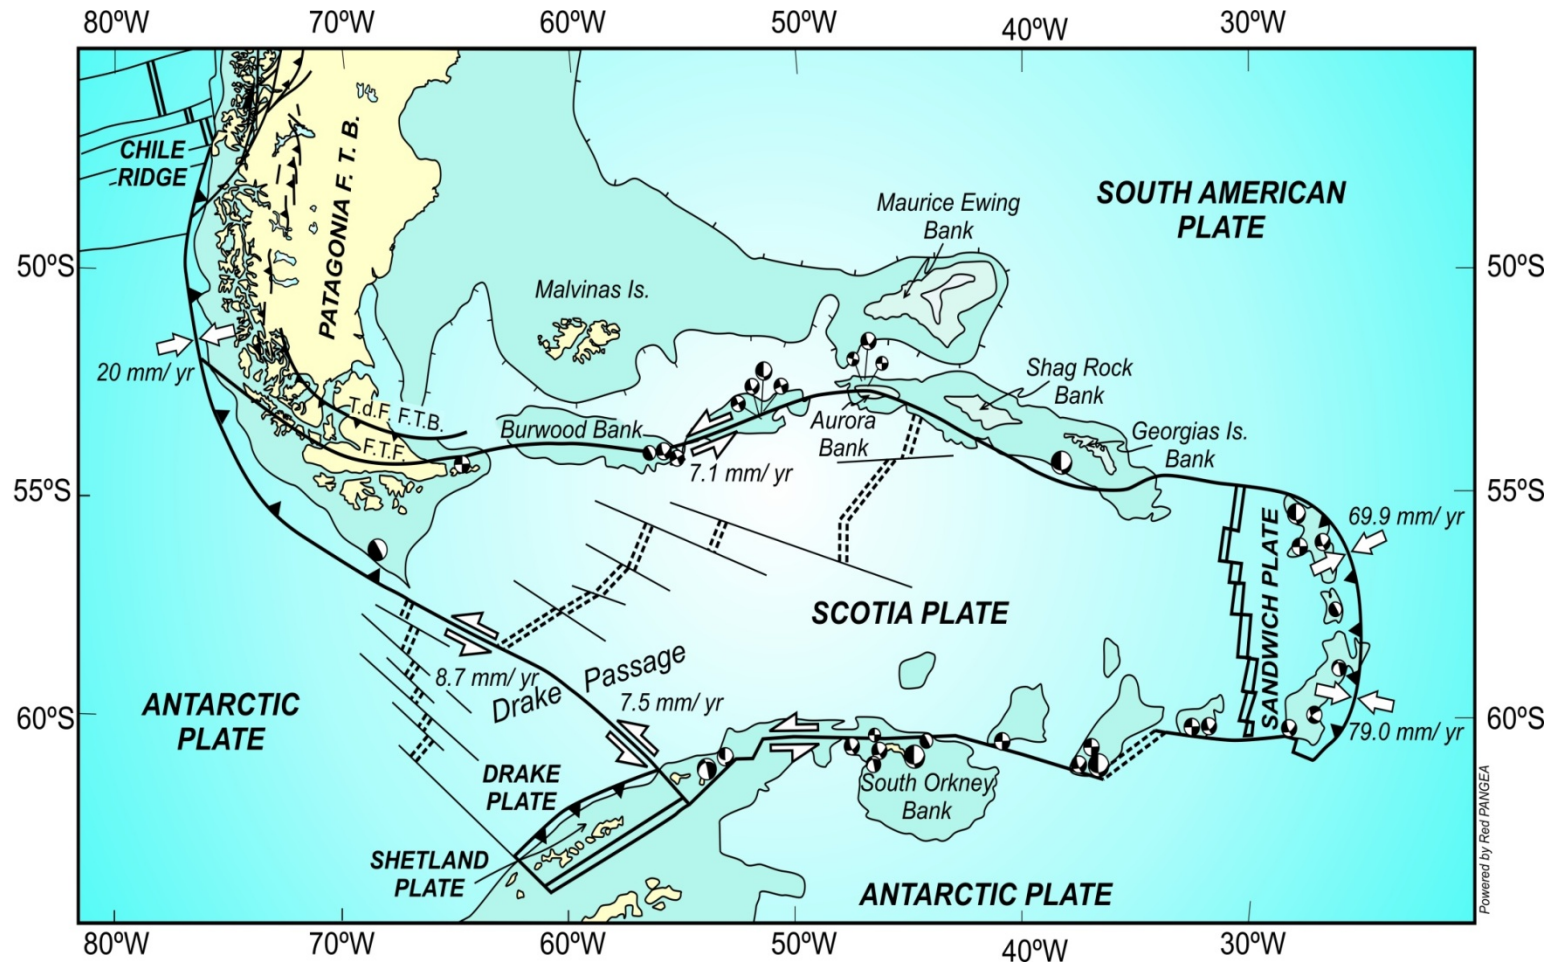 80ºW 70ºW 60ºW 50ºW 40ºW 30ºW
CHILE
RIDGE
PATAGONIA F. T. B.
SOUTH AMERICAN
PLATE
Maurice Ewing
Bank
50ºS
50ºS
Malvinas Is.
20 mm/ yr
Shag Rock
Bank
T.d.F. F.T.B.
F.T.F.
Burwood Bank
Aurora
Bank
Georgias Is.
Bank
7.1 mm/ yr
55ºS
55ºS
69.9 mm/ yr
SANDWICH PLATE
SCOTIA PLATE
8.7 mm/ yr
Drake Passage
7.5 mm/ yr
ANTARCTIC
PLATE
60ºS
60ºS
79.0 mm/ yr
DRAKE
PLATE
South Orkney
Bank
SHETLAND
PLATE
ANTARCTIC PLATE
Powered by Red PANGEA
80ºW 70ºW 60ºW 50ºW 40ºW 30ºW